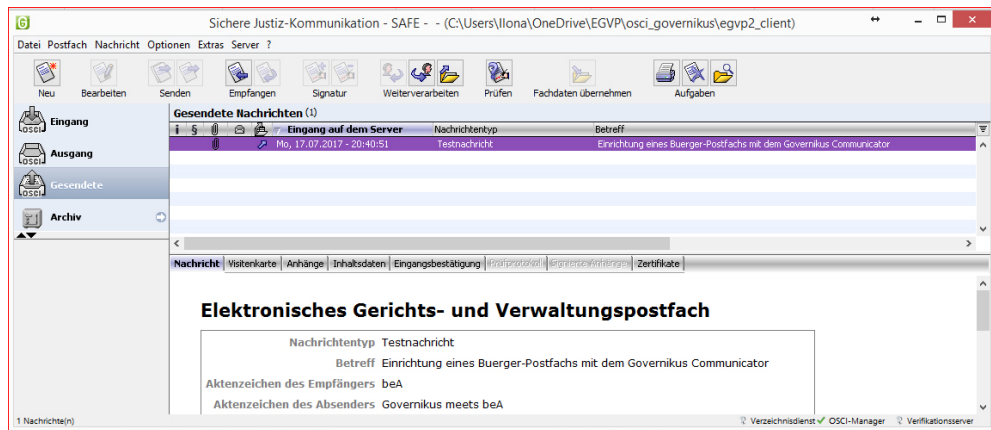 Sichere Justiz-Kommunikation - SAFE - - (C:\Users\Ilona\OneDrive\EGVP\osci_governikus\egvp2_client)
Datei Postfach Nachricht Optionen Extras Server ?
Neu Bearbeiten Senden Empfangen Signatur Weiterverarbeiten Prüfen Fachdaten übernehmen Aufgaben
osci Eingang
osci Ausgang
osci Gesendete
Archiv
Gesendete Nachrichten (1)
i § Eingang auf dem Server Nachrichtentyp Betreff
Mo, 17.07.2017 - 20:40:51 Testnachricht Einrichtung eines Buerger-Postfachs mit dem Governikus Communicator
Nachricht Visitenkarte Anhänge Inhaltsdaten Eingangsbestätigung Prüfprotokoll Signierte Anhänge Zertifikate
Elektronisches Gerichts- und Verwaltungspostfach
Nachrichtentyp Testnachricht
Betreff Einrichtung eines Buerger-Postfachs mit dem Governikus Communicator
Aktenzeichen des Empfängers beA
Aktenzeichen des Absenders Governikus meets beA
1 Nachrichte(n) Verzeichnisdienst OSCI-Manager Verifikationsserver